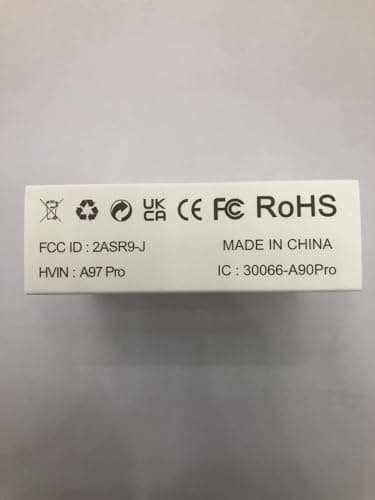 UK CA CE FC RoHS
FCC ID : 2ASR9-J MADE IN CHINA
HVIN : A97 Pro IC : 30066-A90Pro